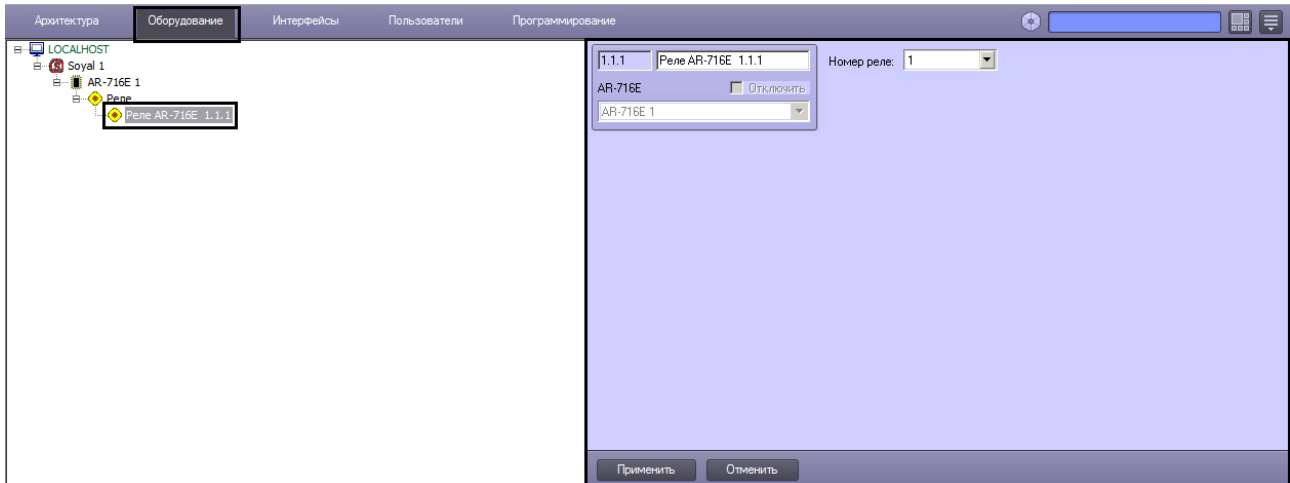 Архитектура Оборудование Интерфейсы Пользователи Программирование
LOCALHOST
Soyal 1
AR-716E 1
Реле
Реле AR-716E 1.1.1
1.1.1 Реле AR-716E 1.1.1 Номер реле: 1
AR-716E Отключить
AR-716E 1
Применить Отменить